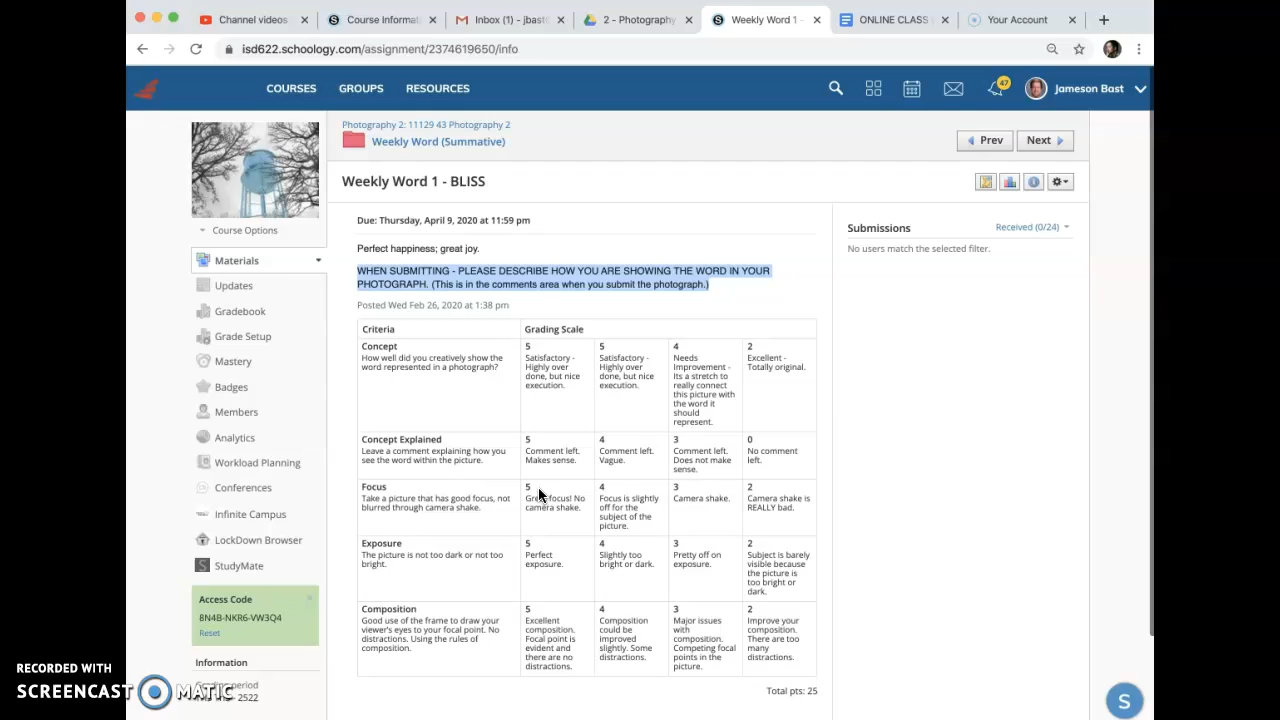 Channel videos
Course Informat
Inbox (1) - jbast
2 - Photography
Weekly Word 1 -
ONLINE CLASS
Your Account
isd622.schoology.com/assignment/2374619650/info
COURSES
GROUPS
RESOURCES
47
Jameson Bast
Photography 2: 11129 43 Photography 2
Weekly Word (Summative)
Prev
Next
Course Options
Materials
Updates
Gradebook
Grade Setup
Mastery
Badges
Members
Analytics
Workload Planning
Conferences
Infinite Campus
LockDown Browser
StudyMate
Access Code
8N4B-NKR6-VW3Q4
Reset
Information
Weekly Word 1 - BLISS
Due: Thursday, April 9, 2020 at 11:59 pm
Perfect happiness; great joy.
WHEN SUBMITTING - PLEASE DESCRIBE HOW YOU ARE SHOWING THE WORD IN YOUR
PHOTOGRAPH. (This is in the comments area when you submit the photograph.)
Posted Wed Feb 26, 2020 at 1:38 pm
Criteria
Grading Scale
Concept
How well did you creatively show the
word represented in a photograph?
5
Satisfactory -
Highly over
done, but nice
execution.
5
Satisfactory -
Highly over
done, but nice
execution.
4
Needs
Improvement -
Its a stretch to
really connect
this picture with
the word it
should
represent.
2
Excellent -
Totally original.
Concept Explained
Leave a comment explaining how you
see the word within the picture.
5
Comment left.
Makes sense.
4
Comment left.
Vague.
3
Comment left.
Does not make
sense.
0
No comment
left.
Focus
Take a picture that has good focus, not
blurred through camera shake.
5
focus! No
camera shake.
4
Focus is slightly
off for the
subject of the
picture.
3
Camera shake.
2
Camera shake is
REALLY bad.
Exposure
The picture is not too dark or not too
bright.
5
Perfect
exposure.
4
Slightly too
bright or dark.
3
Pretty off on
exposure.
2
Subject is barely
visible because
the picture is
too bright or
dark.
Composition
Good use of the frame to draw your
viewer's eyes to your focal point. No
distractions. Using the rules of
composition.
5
Excellent
composition.
Focal point is
evident and
there are no
distractions.
4
Composition
could be
improved
slightly. Some
distractions.
3
Major issues
with
composition.
Competing focal
points in the
picture.
2
Improve your
composition.
There are too
many
distractions.
Total pts: 25
Submissions
Received (0/24)
No users match the selected filter.
RECORDED WITH
SCREENCAST MATIC
period
2522
S